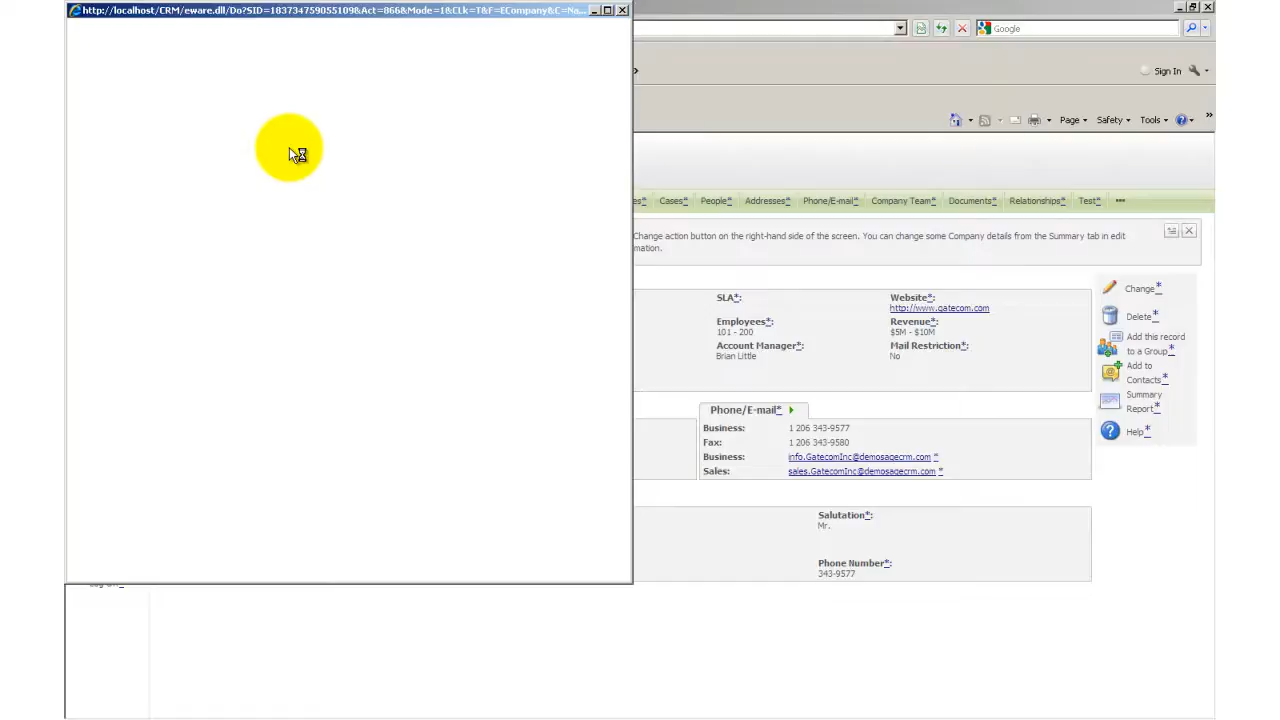 http://localhost/CRM/eware.dll/Do?SID=183734759055109&Act=866&Mode=1&CLk=T&F=ECompany&C=Na...
Google
Sign In
Page
Safety
Tools
»
es* Cases* People* Addresses* Phone/E-mail* Company Team* Documents* Relationships* Test* •••
Change action button on the right-hand side of the screen. You can change some Company details from the Summary tab in edit
mation.
SLA*: Website*:
http://www.gatecom.com
Employees*: Revenue*:
101 - 200 $5M - $10M
Account Manager*: Mail Restriction*:
Brian Little No
Change*
Delete*
Add this record
to a Group*
Add to
Contacts*
Summary
Report*
Help*
Phone/E-mail*
Business: 1 206 343-9577
Fax: 1 206 343-9580
Business: info.GatecomInc@demosagecrm.com *
Sales: sales.GatecomInc@demosagecrm.com *
Salutation*:
Mr.
Phone Number*:
343-9577